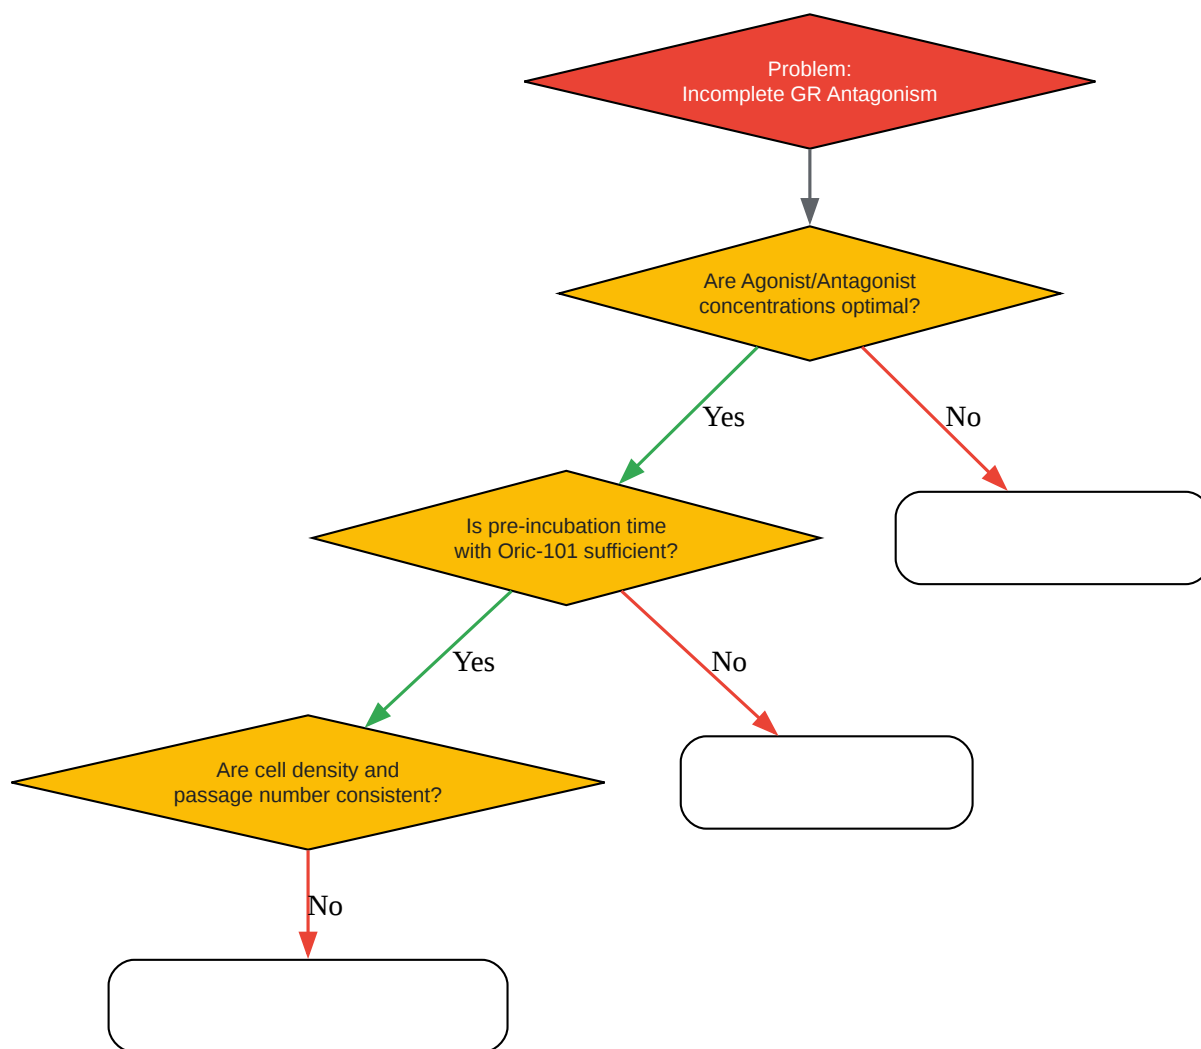 Problem:
Incomplete GR Antagonism
Are Agonist/Antagonist
concentrations optimal?
Yes
No
Is pre-incubation time
with Oric-101 sufficient?
Yes
No
Are cell density and
passage number consistent?
No